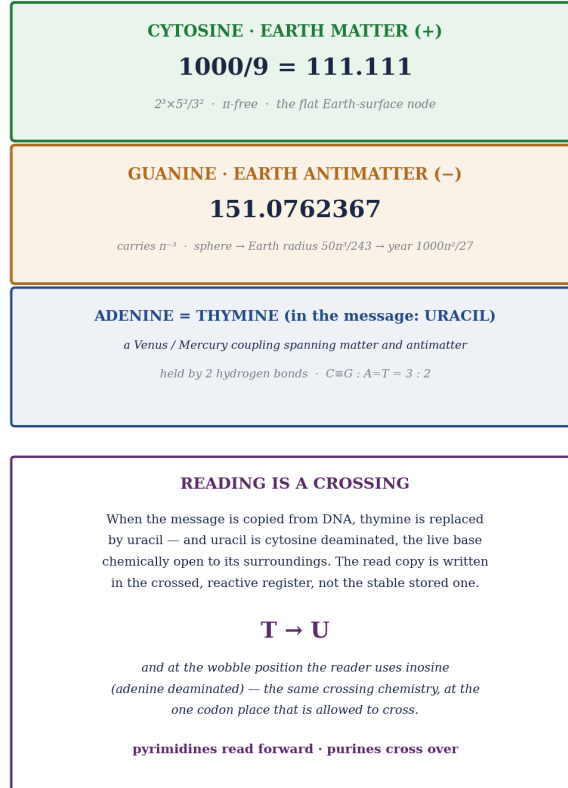 CYTOSINE · EARTH MATTER (+)
1000/9 = 111.111
2³×5³/3² · π-free · the flat Earth-surface node
GUANINE · EARTH ANTIMATTER (−)
151.0762367
carries π⁻³ · sphere → Earth radius 50π³/243 → year 1000π²/27
ADENINE = THYMINE (in the message: URACIL)
a Venus / Mercury coupling spanning matter and antimatter
held by 2 hydrogen bonds · C≡G : A=T = 3 : 2
READING IS A CROSSING
When the message is copied from DNA, thymine is replaced
by uracil — and uracil is cytosine deaminated, the live base
chemically open to its surroundings. The read copy is written
in the crossed, reactive register, not the stable stored one.
T → U
and at the wobble position the reader uses inosine
(adenine deaminated) — the same crossing chemistry, at the
one codon place that is allowed to cross.
pyrimidines read forward · purines cross over